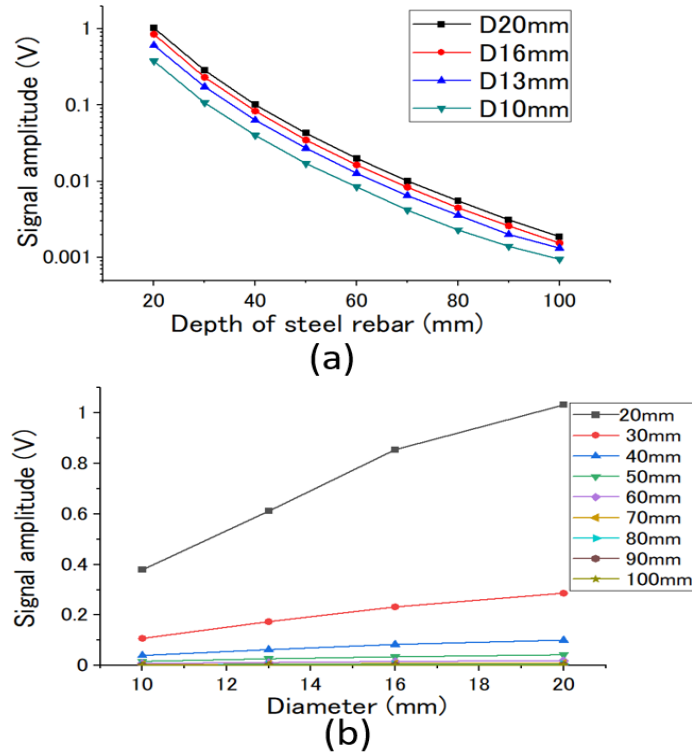 Signal amplitude (V)
1
0.1
0.01
0.001
D20mm
D16mm
D13mm
D10mm
20 40 60 80 100
Depth of steel rebar (mm)
(a)
Signal amplitude (V)
1
0.8
0.6
0.4
0.2
0
20mm
30mm
40mm
50mm
60mm
70mm
80mm
90mm
100mm
10 12 14 16 18 20
Diameter (mm)
(b)